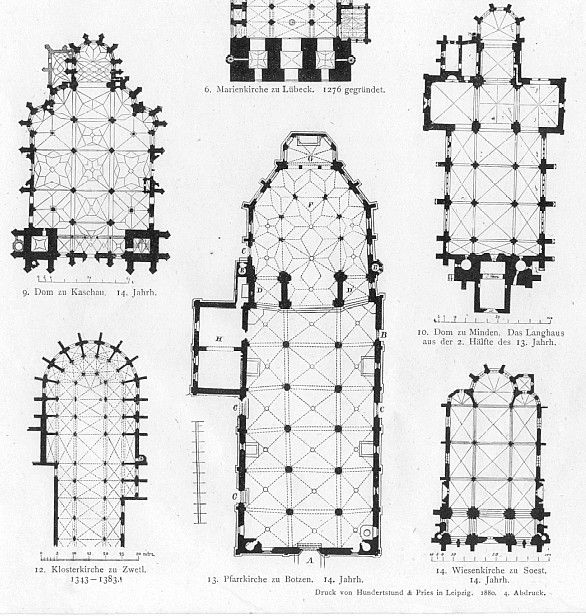 6. Marienkirche zu Lübeck. 1276 gegründet.
9. Dom zu Kaschau. 14. Jahrh.
10. Dom zu Minden. Das Langhaus
aus der 2. Hälfte des 13. Jahrh.
G
F
C
E
D
D
B
H
C
C
C
A
12. Klosterkirche zu Zwetl.
1343–1383.
13. Pfarrkirche zu Botzen. 14. Jahrh.
14. Wiesenkirche zu Soest.
14. Jahrh.
Druck von Hundertstund & Pries in Leipzig. 1880. 4. Abdruck.